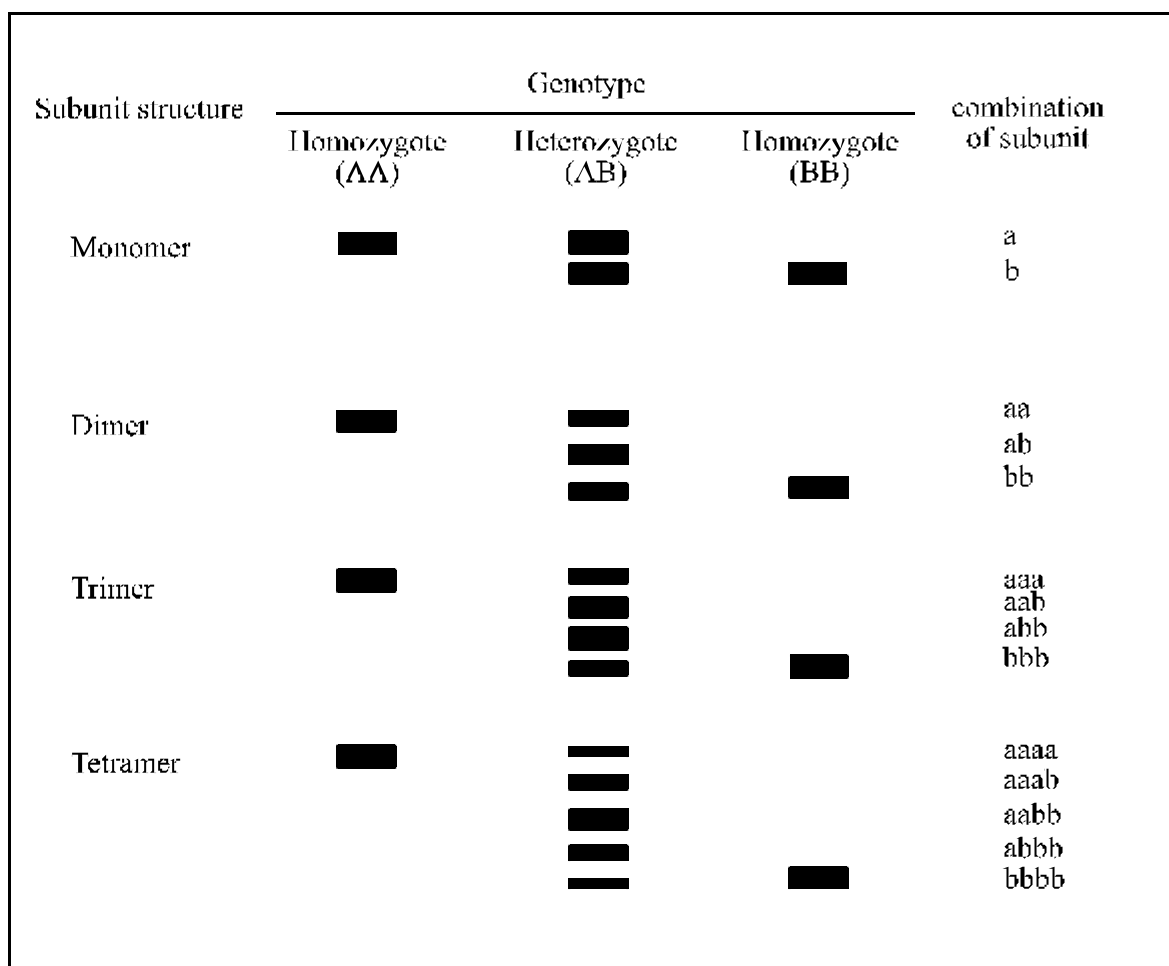 Genotype
Subunit structure
combination
of subunit
Homozygote
(AA)
Heterozygote
(AB)
Homozygote
(BB)
Monomer
a
b
Dimer
aa
ab
bb
Trimer
aaa
aab
abb
bbb
Tetramer
aaaa
aaab
aabb
abbb
bbbb